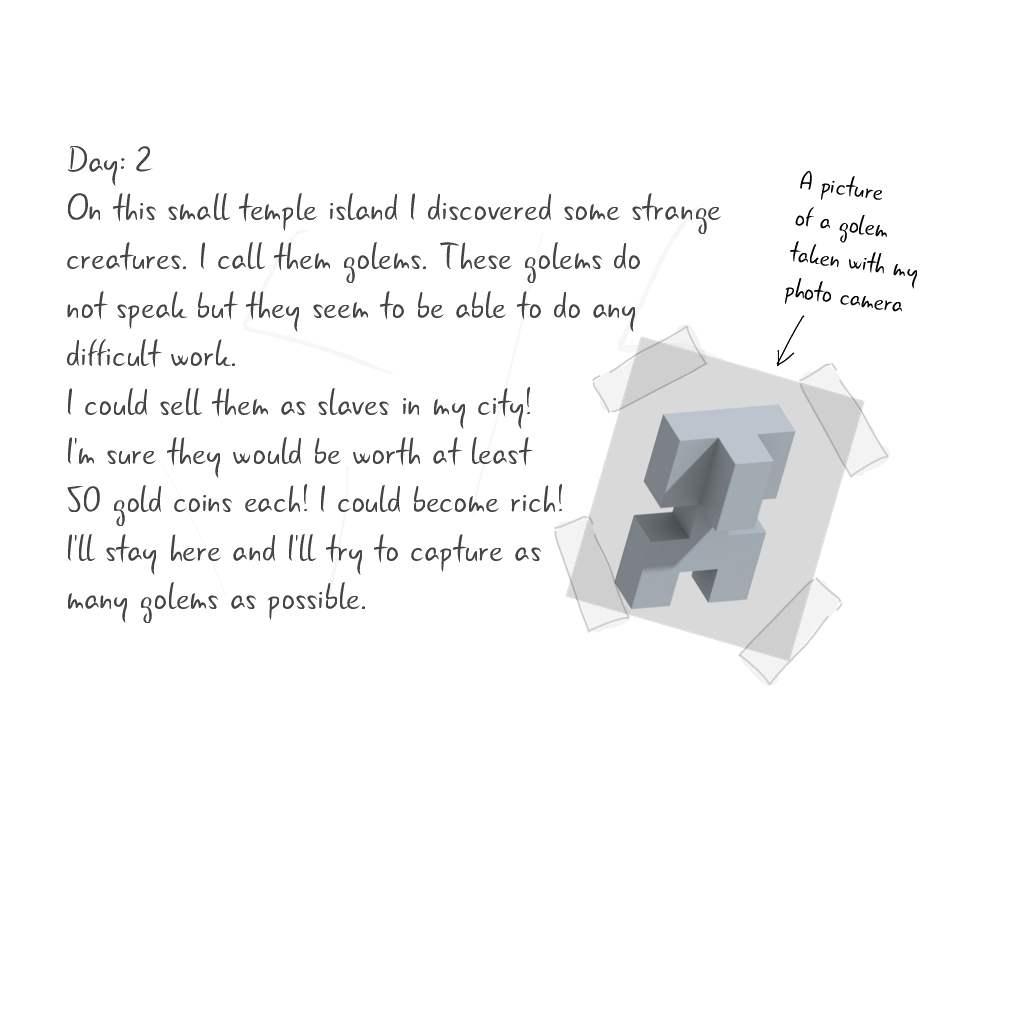 Day: 2
On this small temple island I discovered some strange
creatures. I call them golems. These golems do
not speak but they seem to be able to do any
difficult work.
I could sell them as slaves in my city!
I'm sure they would be worth at least
50 gold coins each! I could become rich!
I'll stay here and I'll try to capture as
many golems as possible.
A picture
of a golem
taken with my
photo camera